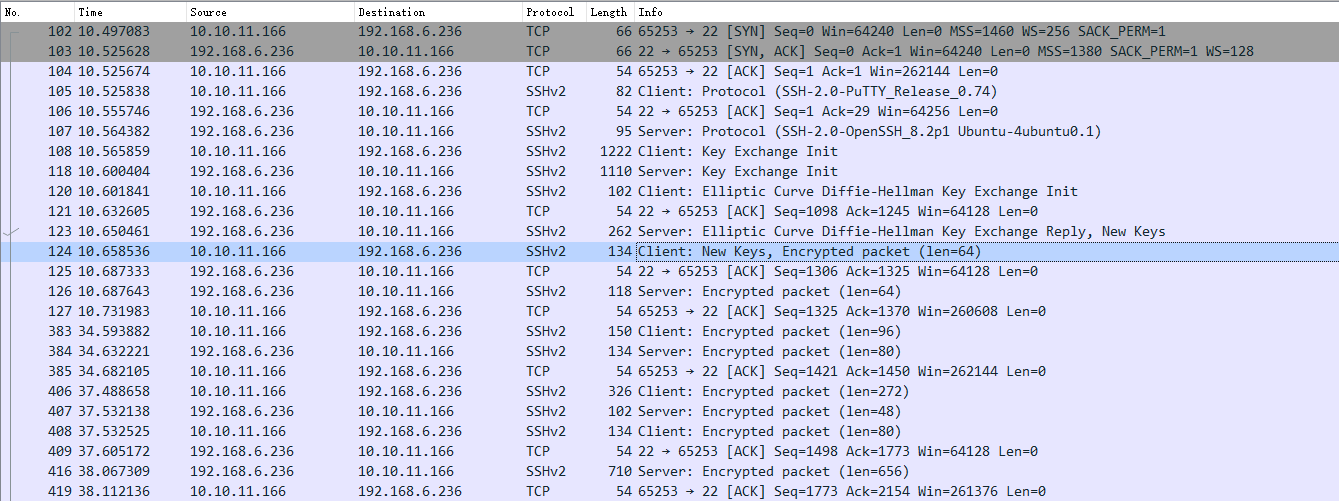 No. Time Source Destination Protocol Length Info
102 10.497083 10.10.11.166 192.168.6.236 TCP 66 65253 → 22 [SYN] Seq=0 Win=64240 Len=0 MSS=1460 WS=256 SACK_PERM=1
103 10.525628 192.168.6.236 10.10.11.166 TCP 66 22 → 65253 [SYN, ACK] Seq=0 Ack=1 Win=64240 Len=0 MSS=1380 SACK_PERM=1 WS=128
104 10.525674 10.10.11.166 192.168.6.236 TCP 54 65253 → 22 [ACK] Seq=1 Ack=1 Win=262144 Len=0
105 10.525838 10.10.11.166 192.168.6.236 SSHv2 82 Client: Protocol (SSH-2.0-PuTTY_Release_0.74)
106 10.555746 192.168.6.236 10.10.11.166 TCP 54 22 → 65253 [ACK] Seq=1 Ack=29 Win=64256 Len=0
107 10.564382 192.168.6.236 10.10.11.166 SSHv2 95 Server: Protocol (SSH-2.0-OpenSSH_8.2p1 Ubuntu-4ubuntu0.1)
108 10.565859 10.10.11.166 192.168.6.236 SSHv2 1222 Client: Key Exchange Init
118 10.600404 192.168.6.236 10.10.11.166 SSHv2 1110 Server: Key Exchange Init
120 10.601841 10.10.11.166 192.168.6.236 SSHv2 102 Client: Elliptic Curve Diffie-Hellman Key Exchange Init
121 10.632605 192.168.6.236 10.10.11.166 TCP 54 22 → 65253 [ACK] Seq=1098 Ack=1245 Win=64128 Len=0
123 10.650461 192.168.6.236 10.10.11.166 SSHv2 262 Server: Elliptic Curve Diffie-Hellman Key Exchange Reply, New Keys
124 10.658536 10.10.11.166 192.168.6.236 SSHv2 134 Client: New Keys, Encrypted packet (len=64)
125 10.687333 192.168.6.236 10.10.11.166 TCP 54 22 → 65253 [ACK] Seq=1306 Ack=1325 Win=64128 Len=0
126 10.687643 192.168.6.236 10.10.11.166 SSHv2 118 Server: Encrypted packet (len=64)
127 10.731983 10.10.11.166 192.168.6.236 TCP 54 65253 → 22 [ACK] Seq=1325 Ack=1370 Win=260608 Len=0
383 34.593882 10.10.11.166 192.168.6.236 SSHv2 150 Client: Encrypted packet (len=96)
384 34.632221 192.168.6.236 10.10.11.166 SSHv2 134 Server: Encrypted packet (len=80)
385 34.682105 10.10.11.166 192.168.6.236 TCP 54 65253 → 22 [ACK] Seq=1421 Ack=1450 Win=262144 Len=0
406 37.488658 10.10.11.166 192.168.6.236 SSHv2 326 Client: Encrypted packet (len=272)
407 37.532138 192.168.6.236 10.10.11.166 SSHv2 102 Server: Encrypted packet (len=48)
408 37.532525 10.10.11.166 192.168.6.236 SSHv2 134 Client: Encrypted packet (len=80)
409 37.605172 192.168.6.236 10.10.11.166 TCP 54 22 → 65253 [ACK] Seq=1498 Ack=1773 Win=64128 Len=0
416 38.067309 192.168.6.236 10.10.11.166 SSHv2 710 Server: Encrypted packet (len=656)
419 38.112136 10.10.11.166 192.168.6.236 TCP 54 65253 → 22 [ACK] Seq=1773 Ack=2154 Win=261376 Len=0